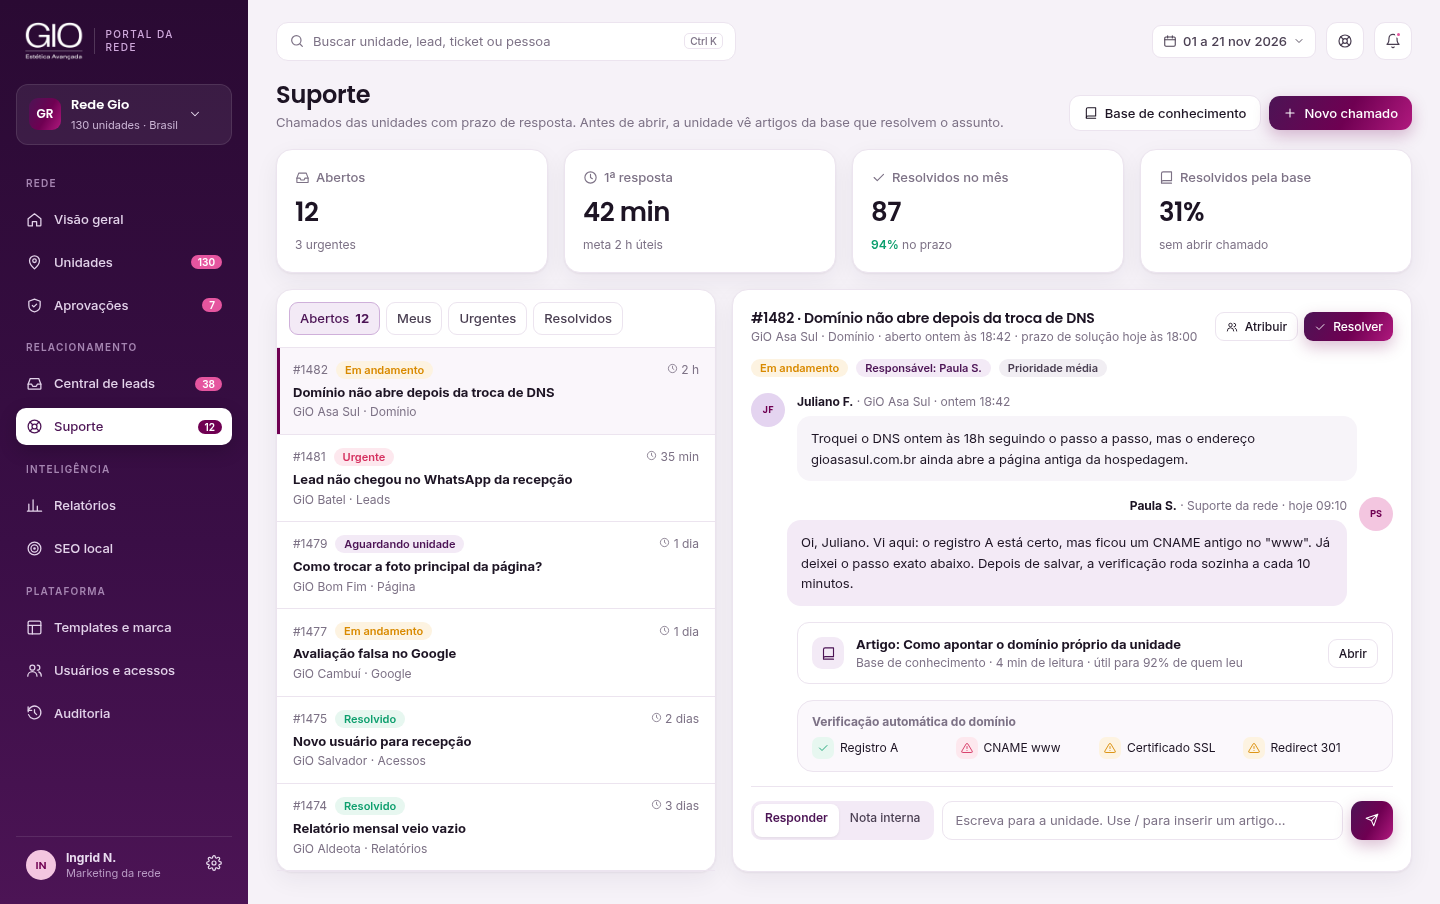 GIO
Estética Avançada
PORTAL DA
REDE
GR
Rede Gio
130 unidades · Brasil
REDE
Visão geral
Unidades 130
Aprovações 7
RELACIONAMENTO
Central de leads 38
Suporte 12
INTELIGÊNCIA
Relatórios
SEO local
PLATAFORMA
Templates e marca
Usuários e acessos
Auditoria
IN
Ingrid N.
Marketing da rede
Buscar unidade, lead, ticket ou pessoa Ctrl K
01 a 21 nov 2026
Suporte
Chamados das unidades com prazo de resposta. Antes de abrir, a unidade vê artigos da base que resolvem o assunto.
Base de conhecimento
Novo chamado
Abertos
12
3 urgentes
1ª resposta
42 min
meta 2 h úteis
Resolvidos no mês
87
94% no prazo
Resolvidos pela base
31%
sem abrir chamado
Abertos 12 Meus Urgentes Resolvidos
#1482 Em andamento 2 h
Domínio não abre depois da troca de DNS
GiO Asa Sul · Domínio
#1481 Urgente 35 min
Lead não chegou no WhatsApp da recepção
GiO Batel · Leads
#1479 Aguardando unidade 1 dia
Como trocar a foto principal da página?
GiO Bom Fim · Página
#1477 Em andamento 1 dia
Avaliação falsa no Google
GiO Cambuí · Google
#1475 Resolvido 2 dias
Novo usuário para recepção
GiO Salvador · Acessos
#1474 Resolvido 3 dias
Relatório mensal veio vazio
GiO Aldeota · Relatórios
#1482 · Domínio não abre depois da troca de DNS
GiO Asa Sul · Domínio · aberto ontem às 18:42 · prazo de solução hoje às 18:00
Atribuir
Resolver
Em andamento Responsável: Paula S. Prioridade média
JF
Juliano F. · GiO Asa Sul · ontem 18:42
Troquei o DNS ontem às 18h seguindo o passo a passo, mas o endereço
gioasasul.com.br ainda abre a página antiga da hospedagem.
Paula S. · Suporte da rede · hoje 09:10
PS
Oi, Juliano. Vi aqui: o registro A está certo, mas ficou um CNAME antigo no "www". Já
deixei o passo exato abaixo. Depois de salvar, a verificação roda sozinha a cada 10
minutos.
Artigo: Como apontar o domínio próprio da unidade
Base de conhecimento · 4 min de leitura · útil para 92% de quem leu
Abrir
Verificação automática do domínio
Registro A CNAME www Certificado SSL Redirect 301
Responder Nota interna
Escreva para a unidade. Use / para inserir um artigo...